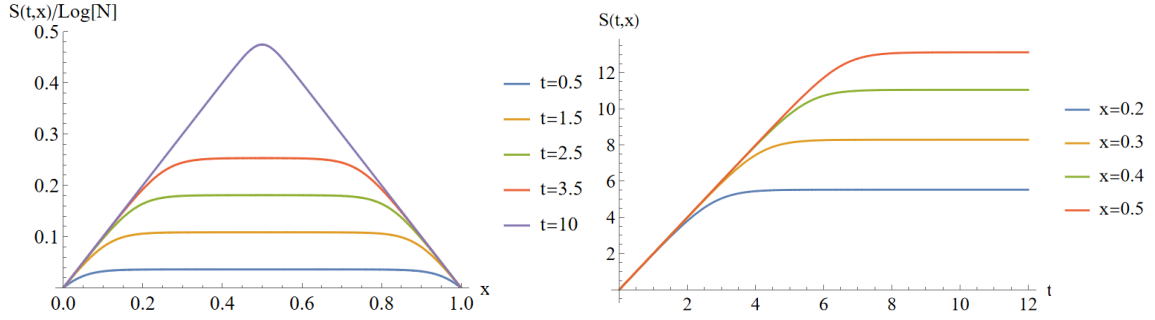 S(t,x)/Log[N]
0.5
0.4
0.3
0.2
0.1
0.0 0.2 0.4 0.6 0.8 1.0 x
t=0.5
t=1.5
t=2.5
t=3.5
t=10
S(t,x)
12
10
8
6
4
2
2 4 6 8 10 12 t
x=0.2
x=0.3
x=0.4
x=0.5